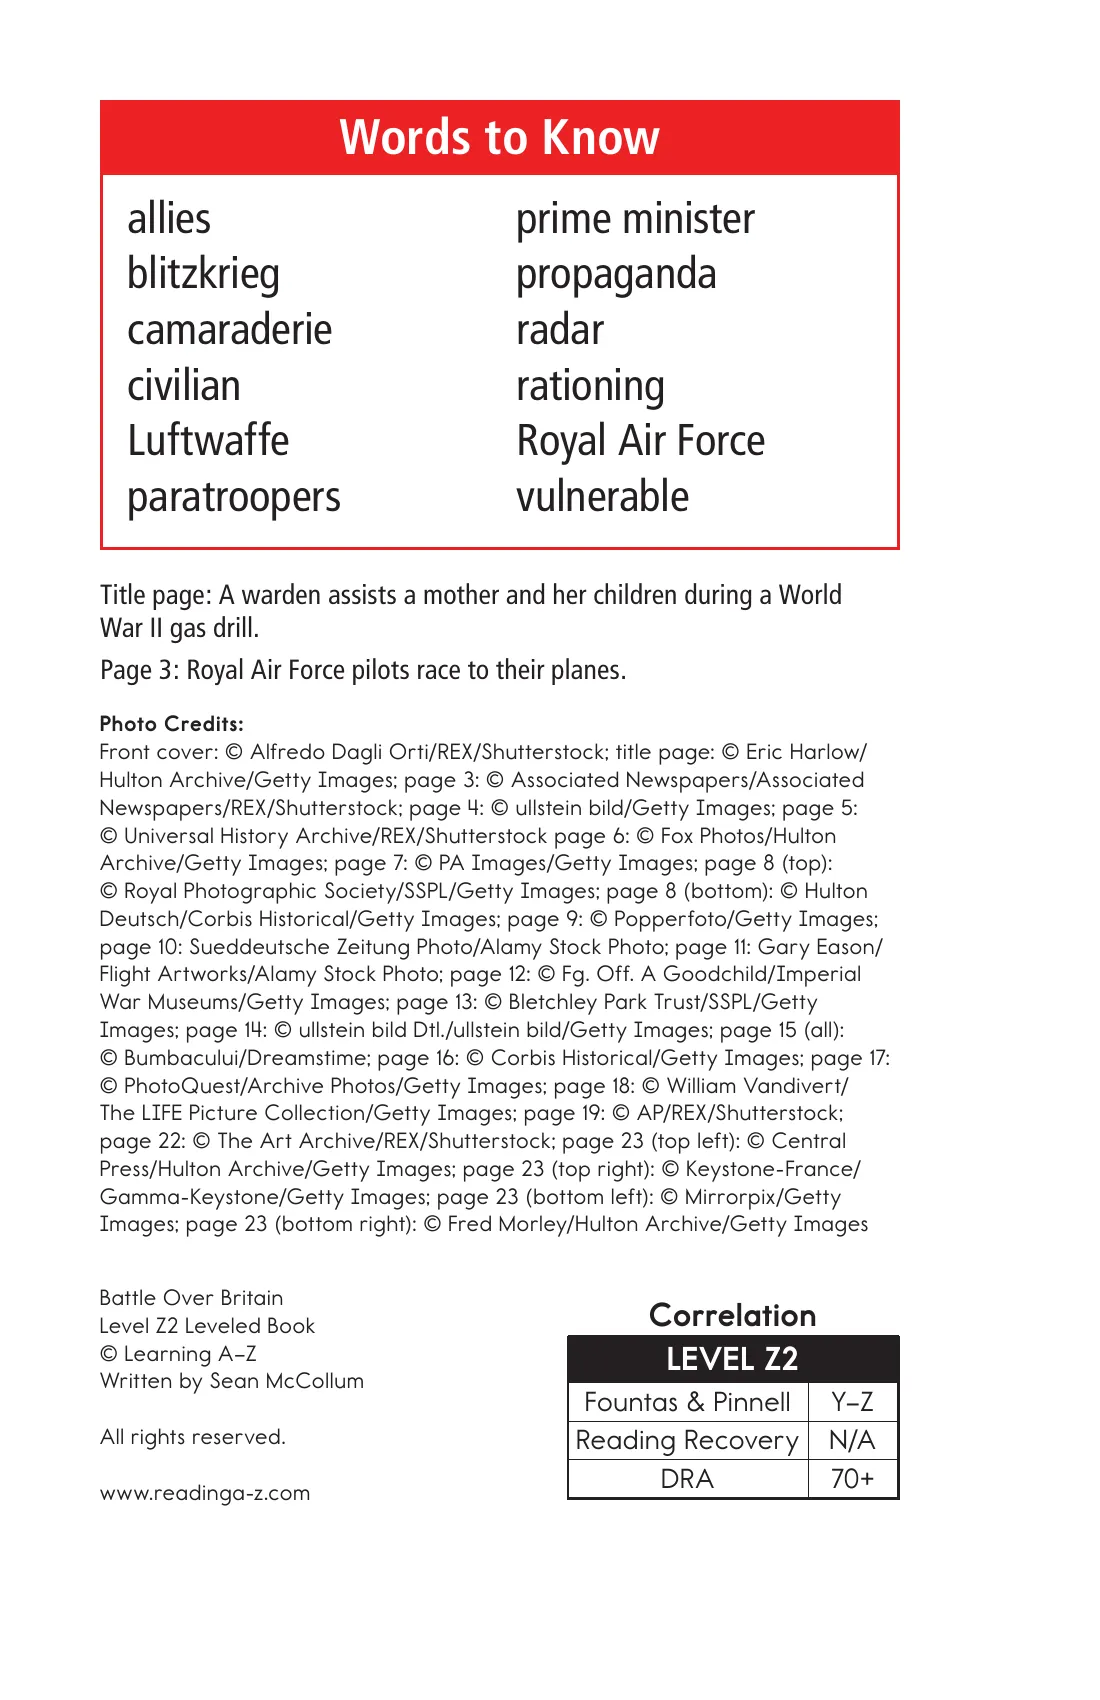 Words to Know
allies
blitzkrieg
camaraderie
civilian
Luftwaffe
paratroopers
prime minister
propaganda
radar
rationing
Royal Air Force
vulnerable
Title page: A warden assists a mother and her children during a World
War II gas drill.
Page 3: Royal Air Force pilots race to their planes.
Photo Credits:
Front cover: © Alfredo Dagli Orti/REX/Shutterstock; title page: © Eric Harlow/
Hulton Archive/Getty Images; page 3: © Associated Newspapers/Associated
Newspapers/REX/Shutterstock; page 4: © ullstein bild/Getty Images; page 5:
© Universal History Archive/REX/Shutterstock page 6: © Fox Photos/Hulton
Archive/Getty Images; page 7: © PA Images/Getty Images; page 8 (top):
© Royal Photographic Society/SSPL/Getty Images; page 8 (bottom): © Hulton
Deutsch/Corbis Historical/Getty Images; page 9: © Popperfoto/Getty Images;
page 10: Sueddeutsche Zeitung Photo/Alamy Stock Photo; page 11: Gary Eason/
Flight Artworks/Alamy Stock Photo; page 12: © Fg. Off. A Goodchild/Imperial
War Museums/Getty Images; page 13: © Bletchley Park Trust/SSPL/Getty
Images; page 14: © ullstein bild Dtl./ullstein bild/Getty Images; page 15 (all):
© Bumbacului/Dreamstime; page 16: © Corbis Historical/Getty Images; page 17:
© PhotoQuest/Archive Photos/Getty Images; page 18: © William Vandivert/
The LIFE Picture Collection/Getty Images; page 19: © AP/REX/Shutterstock;
page 22: © The Art Archive/REX/Shutterstock; page 23 (top left): © Central
Press/Hulton Archive/Getty Images; page 23 (top right): © Keystone-France/
Gamma-Keystone/Getty Images; page 23 (bottom left): © Mirrorpix/Getty
Images; page 23 (bottom right): © Fred Morley/Hulton Archive/Getty Images
Battle Over Britain
Level Z2 Leveled Book
© Learning A–Z
Written by Sean McCollum
All rights reserved.
www.readinga-z.com
Correlation
LEVEL Z2
Fountas & Pinnell Y–Z
Reading Recovery N/A
DRA 70+